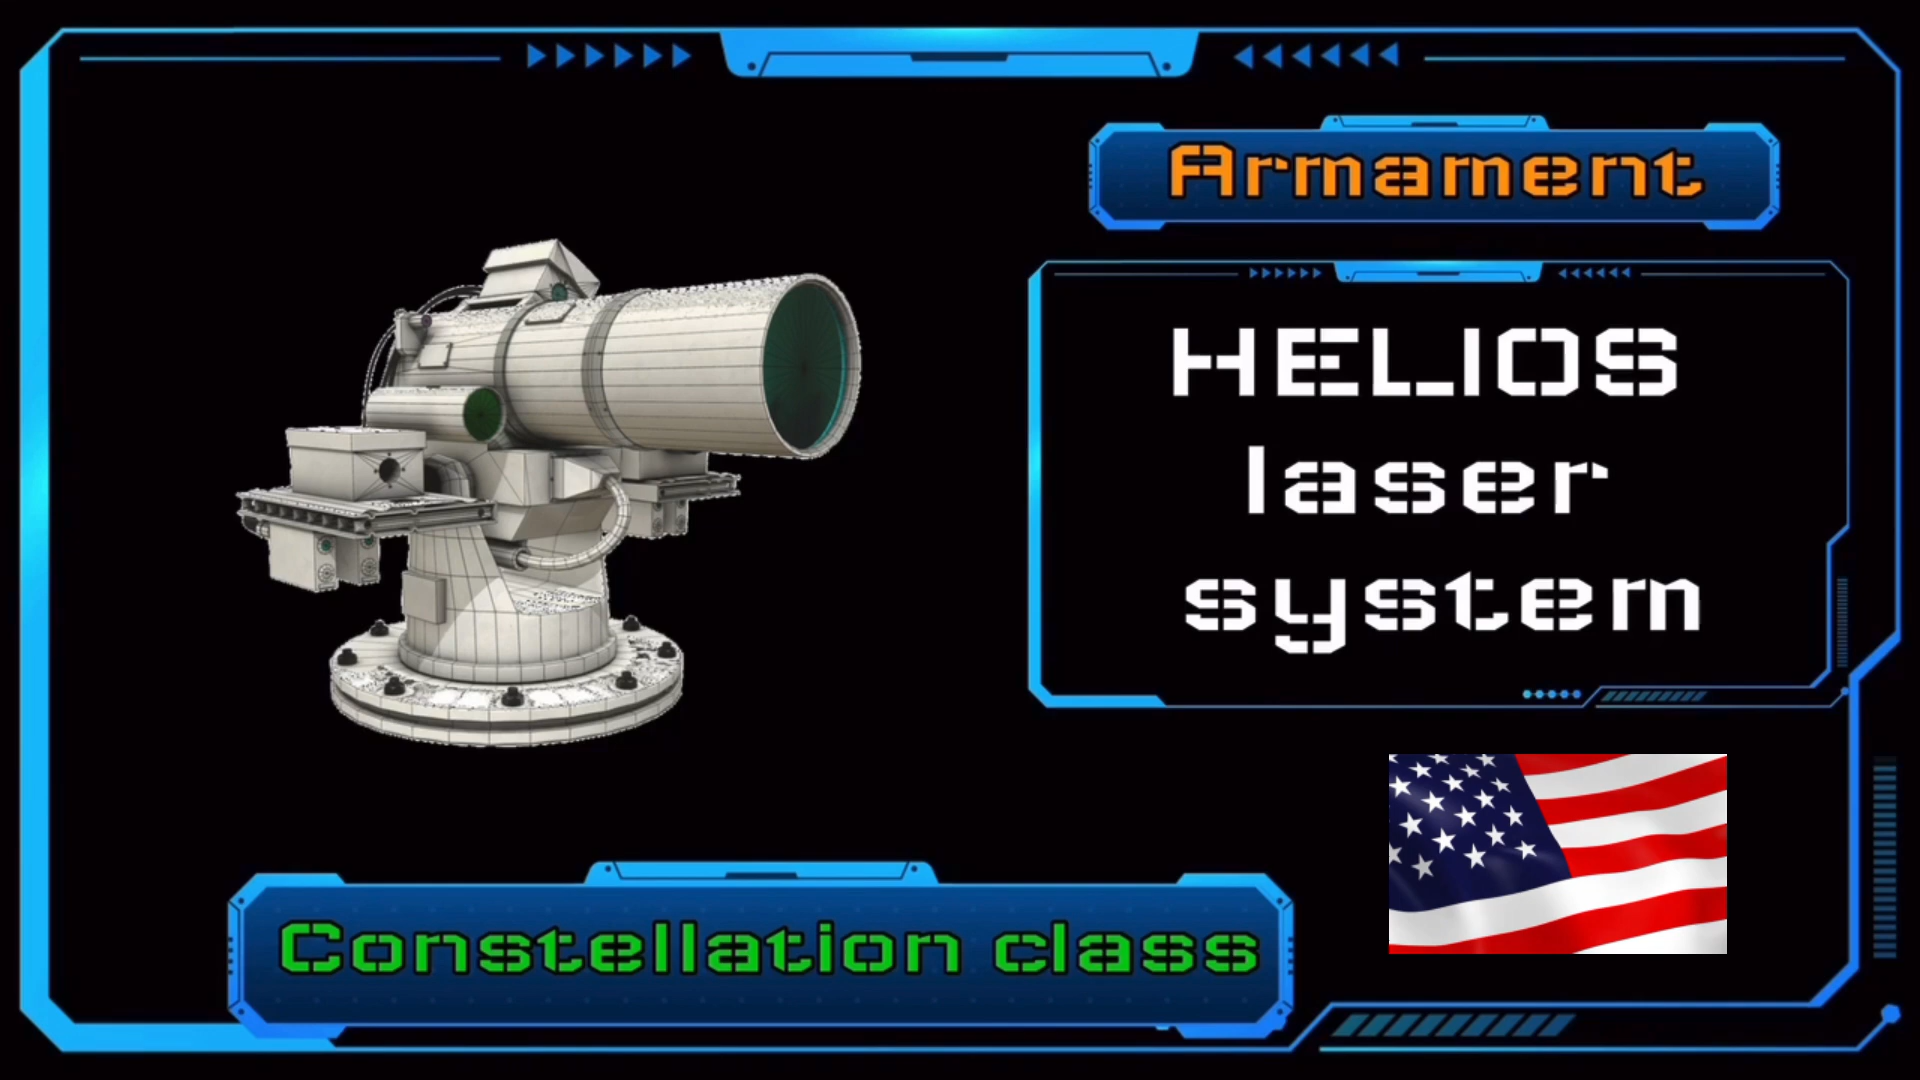 Armament
HELIOS
laser
system
Constellation class